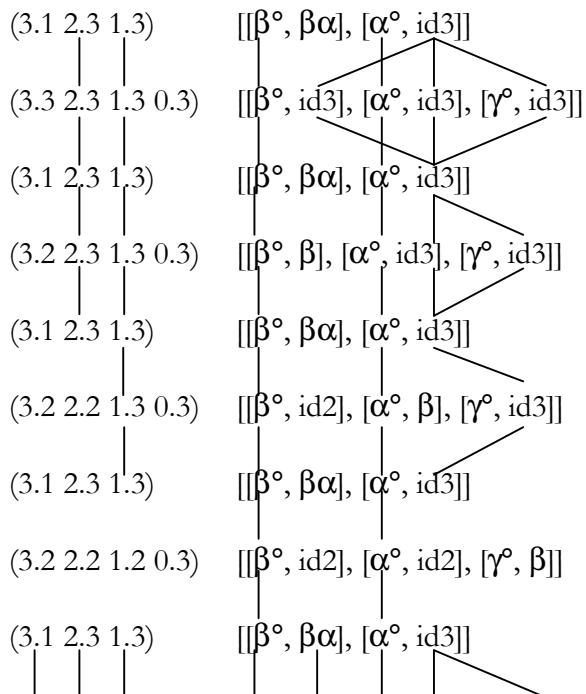 (3.1 2.3 1.3) [[β°, βα], [α°, id3]]
(3.3 2.3 1.3 0.3) [[β°, id3], [α°, id3], [γ°, id3]]
(3.1 2.3 1.3) [[β°, βα], [α°, id3]]
(3.2 2.3 1.3 0.3) [[β°, β], [α°, id3], [γ°, id3]]
(3.1 2.3 1.3) [[β°, βα], [α°, id3]]
(3.2 2.2 1.3 0.3) [[β°, id2], [α°, β], [γ°, id3]]
(3.1 2.3 1.3) [[β°, βα], [α°, id3]]
(3.2 2.2 1.2 0.3) [[β°, id2], [α°, id2], [γ°, β]]
(3.1 2.3 1.3) [[β°, βα], [α°, id3]]